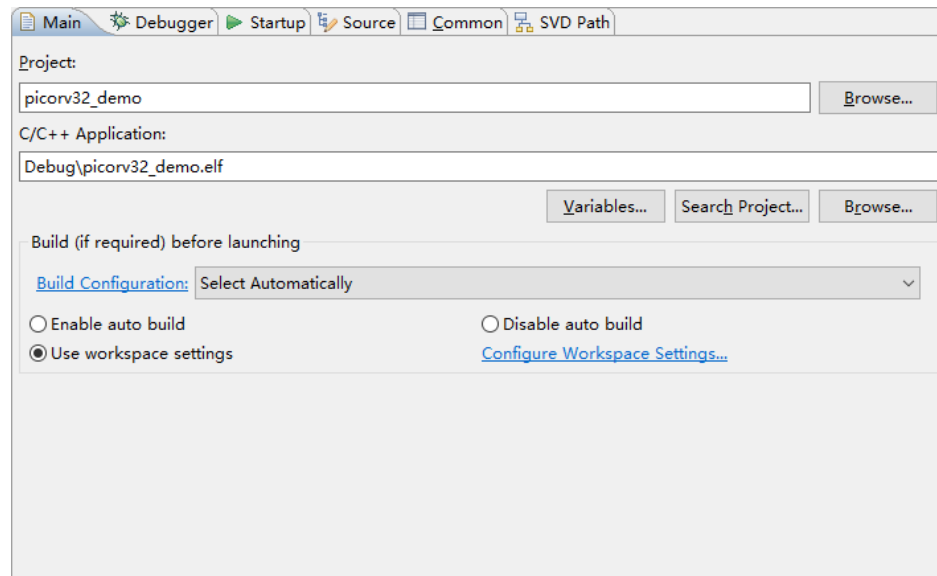 Main Debugger Startup Source Common SVD Path
Project:
picorv32_demo Browse...
C/C++ Application:
Debug\picorv32_demo.elf
Variables... Search Project... Browse...
Build (if required) before launching
Build Configuration: Select Automatically
Enable auto build Disable auto build
Use workspace settings Configure Workspace Settings...